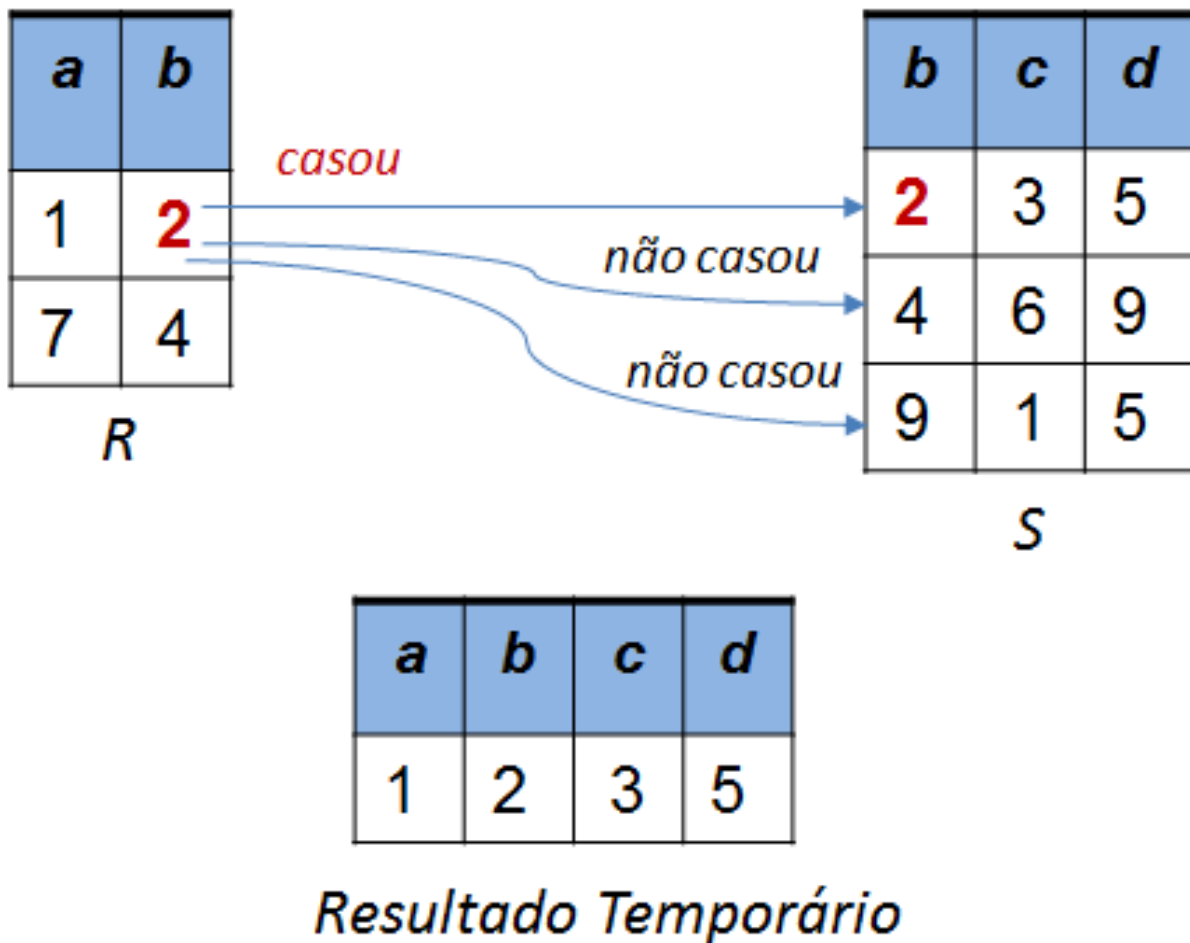 a b
1 2
7 4
R
casou
não casou
não casou
b c d
2 3 5
4 6 9
9 1 5
S
a b c d
1 2 3 5
Resultado Temporário